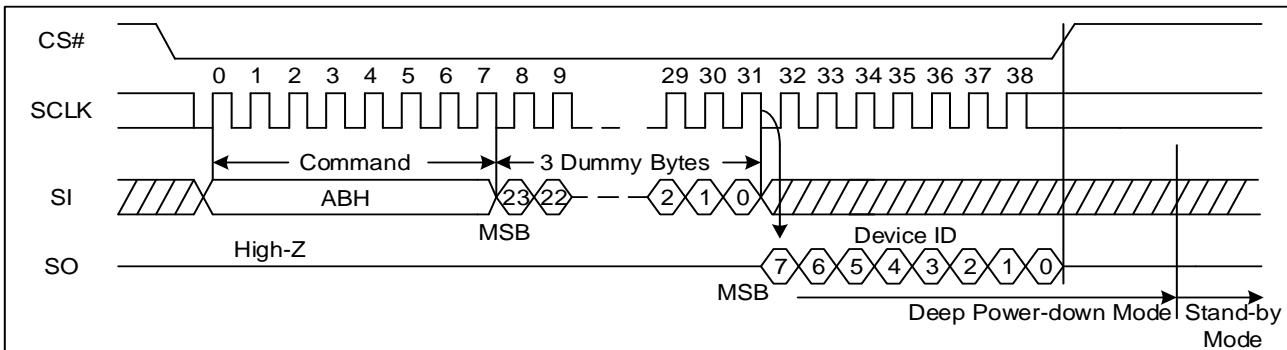 CS#
0 1 2 3 4 5 6 7 8 9 29 30 31 32 33 34 35 36 37 38
SCLK
Command 3 Dummy Bytes
SI ABH 23 22 2 1 0
MSB
High-Z Device ID
SO 7 6 5 4 3 2 1 0
MSB
Deep Power-down Mode Stand-by
Mode